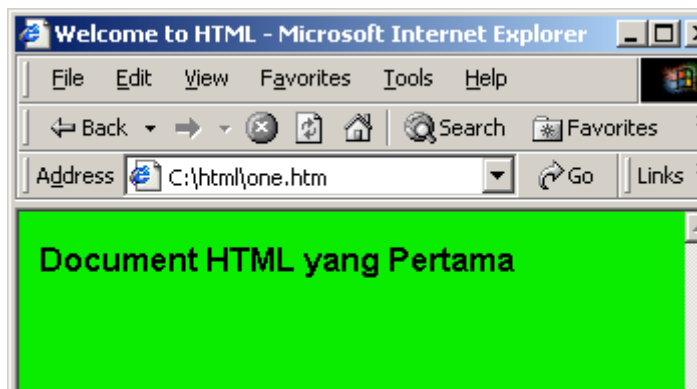 Welcome to HTML - Microsoft Internet Explorer
File Edit View Favorites Tools Help
Back Search Favorites
Address C:\html\one.htm Go Links
Document HTML yang Pertama